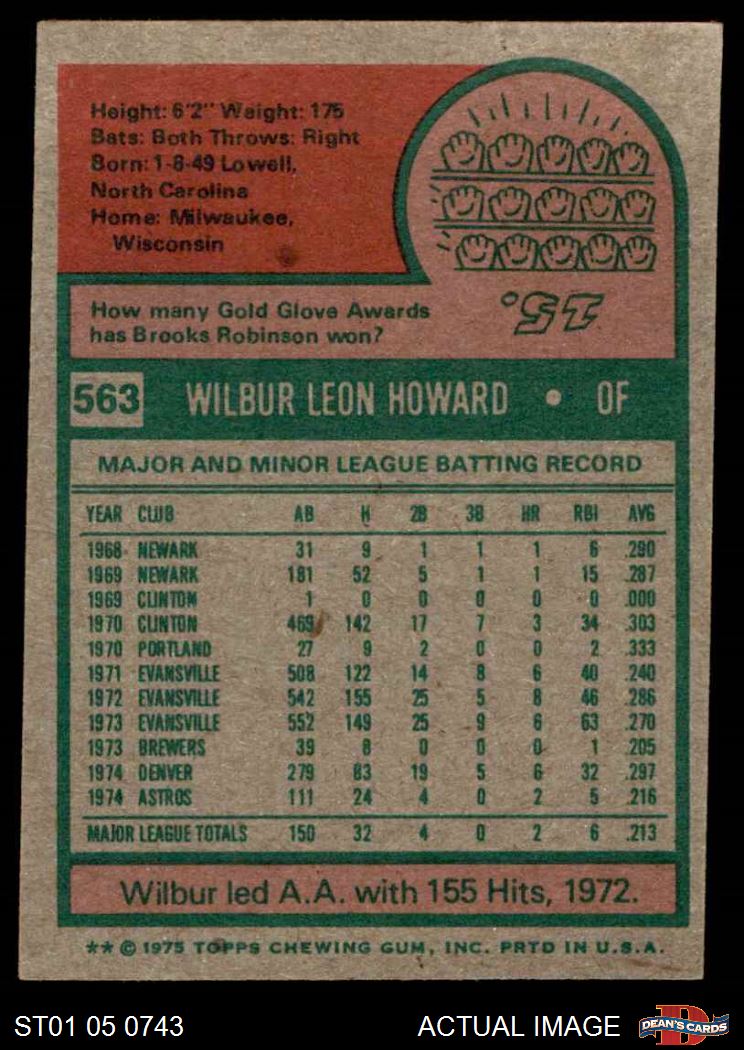 Height: 6'2" Weight: 175
Bats: Both Throws: Right
Born: 1-8-49 Lowell,
North Carolina
Home: Milwaukee,
Wisconsin
How many Gold Glove Awards
has Brooks Robinson won?
15.
563 WILBUR LEON HOWARD • OF
MAJOR AND MINOR LEAGUE BATTING RECORD
YEAR CLUB AB H 2B 3B HR RBI AVG
1968 NEWARK 31 9 1 1 1 6 .290
1969 NEWARK 181 52 5 1 1 15 .287
1969 CLINTON 1 0 0 0 0 0 .000
1970 CLINTON 469 142 17 7 3 34 .303
1970 PORTLAND 27 9 2 0 0 2 .333
1971 EVANSVILLE 508 122 14 8 6 40 .240
1972 EVANSVILLE 542 155 25 5 8 46 .286
1973 EVANSVILLE 552 149 25 9 6 63 .270
1973 BREWERS 39 8 0 0 0 1 .205
1974 DENVER 279 83 19 5 6 32 .297
1974 ASTROS 111 24 4 0 2 5 .216
MAJOR LEAGUE TOTALS 150 32 4 0 2 6 .213
Wilbur led A.A. with 155 Hits, 1972.
** © 1975 TOPPS CHEWING GUM, INC. PRTD IN U.S.A.
ST01 05 0743 ACTUAL IMAGE DEAN'S CARDS